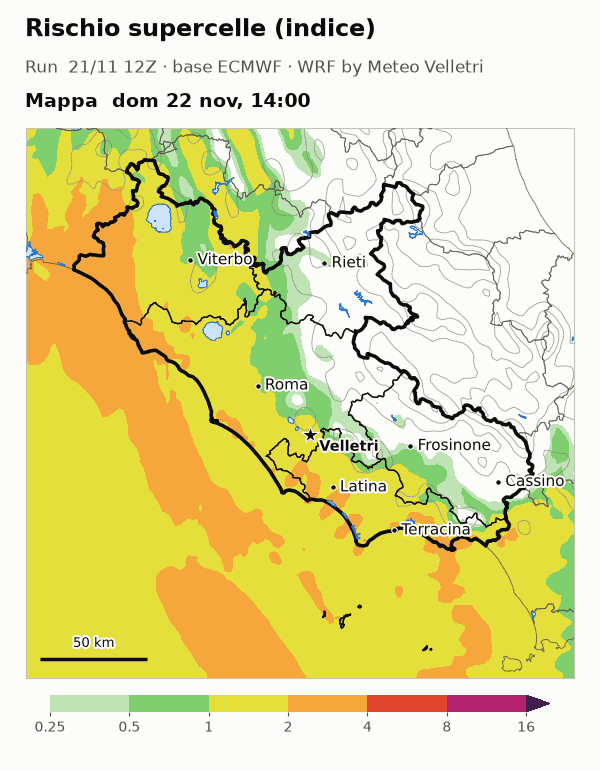 Rischio supercelle (indice)
Run  21/11 12Z · base ECMWF · WRF by Meteo Velletri
Mappa  dom 22 nov, 14:00
Viterbo
Rieti
Roma
Velletri
Frosinone
Cassino
Latina
Terracina
50 km
0.25 0.5 1 2 4 8 16